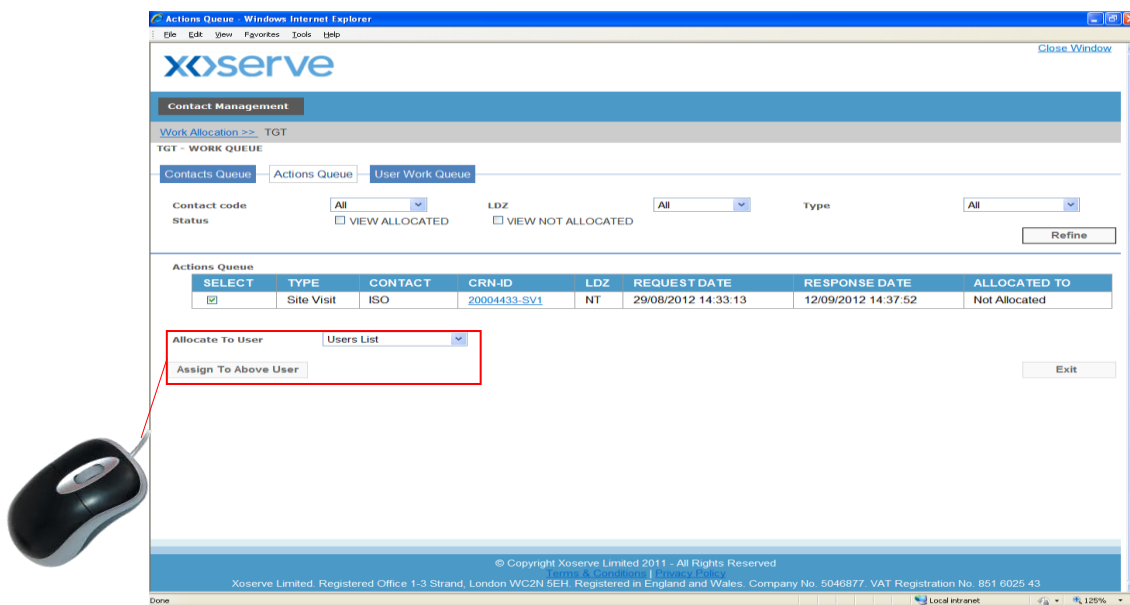 Actions Queue - Windows Internet Explorer
File Edit View Favorites Tools Help
Close Window
xoserve
Contact Management
Work Allocation >> TGT
TGT - WORK QUEUE
Contacts Queue Actions Queue User Work Queue
Contact code All LDZ All Type All
Status VIEW ALLOCATED VIEW NOT ALLOCATED
Refine
Actions Queue
SELECT TYPE CONTACT CRN-ID LDZ REQUEST DATE RESPONSE DATE ALLOCATED TO
Site Visit ISO 20004433-SV1 NT 29/08/2012 14:33:13 12/09/2012 14:37:52 Not Allocated
Allocate To User Users List
Assign To Above User Exit
© Copyright Xoserve Limited 2011 - All Rights Reserved
Terms & Conditions | Privacy Policy
Xoserve Limited. Registered Office 1-3 Strand, London WC2N 5EH. Registered in England and Wales. Company No. 5046877. VAT Registration No. 851 6025 43
Done Local intranet 125%